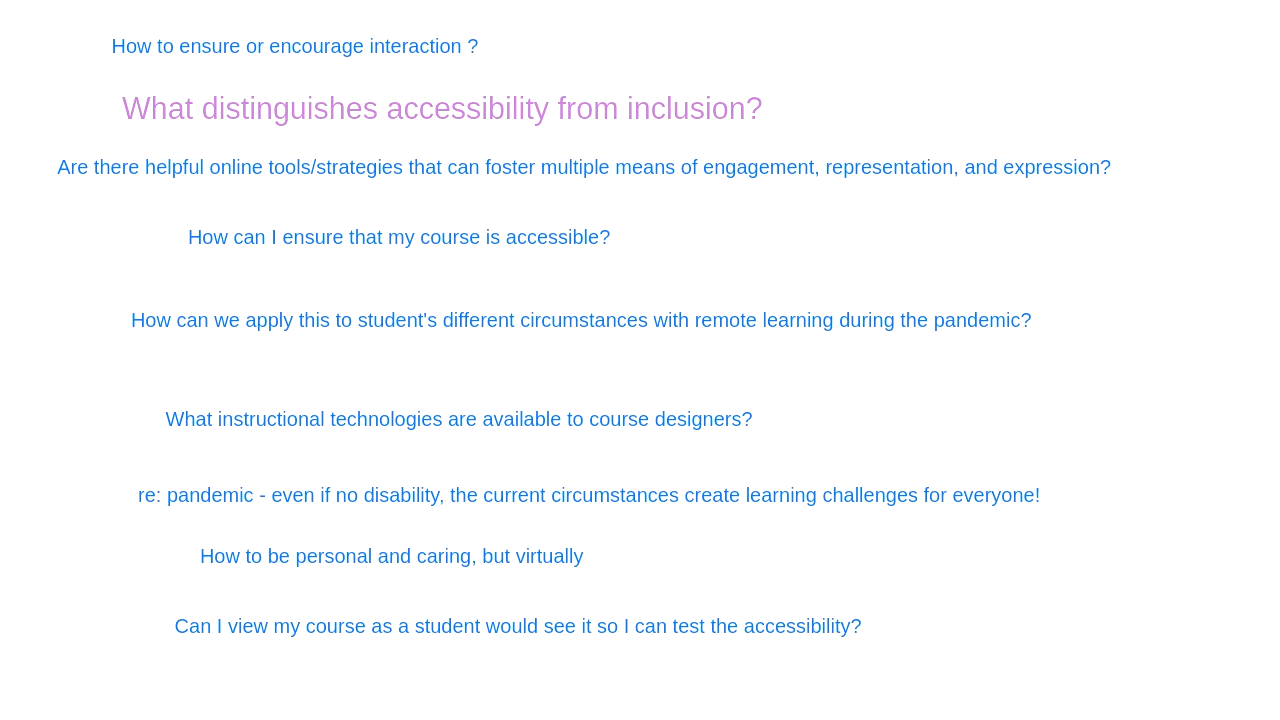 How to ensure or encourage interaction ?
What distinguishes accessibility from inclusion?
Are there helpful online tools/strategies that can foster multiple means of engagement, representation, and expression?
How can I ensure that my course is accessible?
How can we apply this to student's different circumstances with remote learning during the pandemic?
What instructional technologies are available to course designers?
re: pandemic - even if no disability, the current circumstances create learning challenges for everyone!
How to be personal and caring, but virtually
Can I view my course as a student would see it so I can test the accessibility?